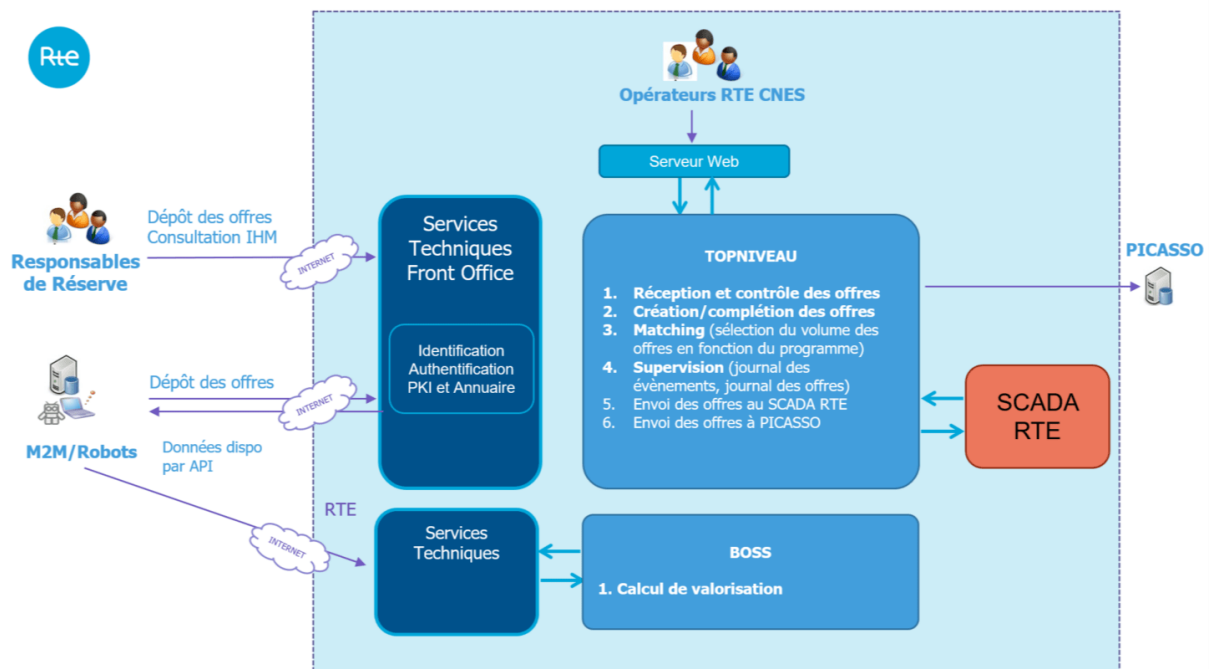 Rte
Opérateurs RTE CNES
Serveur Web
Responsables
de Réserve
Dépôt des offres
Consultation IHM
INTERNET
Services
Techniques
Front Office
Identification
Authentification
PKI et Annuaire
M2M/Robots
Dépôt des offres
INTERNET
Données dispo
par API
TOPNIVEAU
1. Réception et contrôle des offres
2. Création/complétion des offres
3. Matching (sélection du volume des
offres en fonction du programme)
4. Supervision (journal des
évènements, journal des offres)
5. Envoi des offres au SCADA RTE
6. Envoi des offres à PICASSO
PICASSO
SCADA
RTE
RTE
INTERNET
Services
Techniques
BOSS
1. Calcul de valorisation